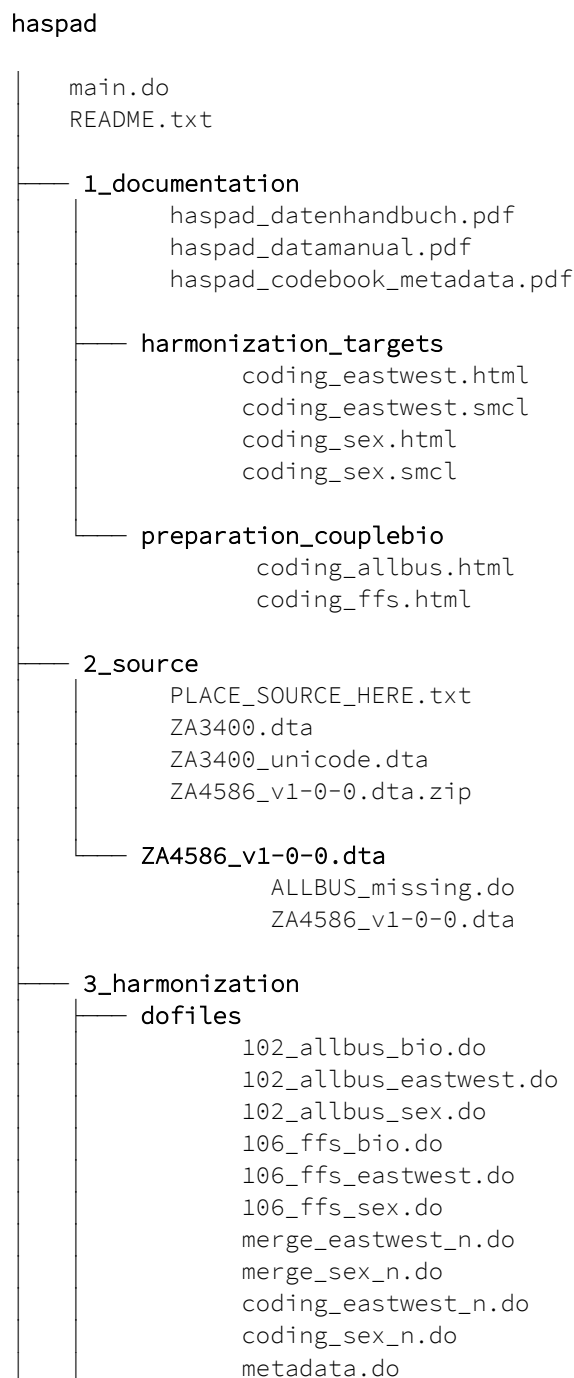 haspad
main.do
README.txt
1_documentation
haspad_datenhandbuch.pdf
haspad_datamanual.pdf
haspad_codebook_metadata.pdf
harmonization_targets
coding_eastwest.html
coding_eastwest.smcl
coding_sex.html
coding_sex.smcl
preparation_couplebio
coding_allbus.html
coding_ffs.html
2_source
PLACE_SOURCE_HERE.txt
ZA3400.dta
ZA3400_unicode.dta
ZA4586_v1-0-0.dta.zip
ZA4586_v1-0-0.dta
ALLBUS_missing.do
ZA4586_v1-0-0.dta
3_harmonization
dofiles
102_allbus_bio.do
102_allbus_eastwest.do
102_allbus_sex.do
106_ffs_bio.do
106_ffs_eastwest.do
106_ffs_sex.do
merge_eastwest_n.do
merge_sex_n.do
coding_eastwest_n.do
coding_sex_n.do
metadata.do